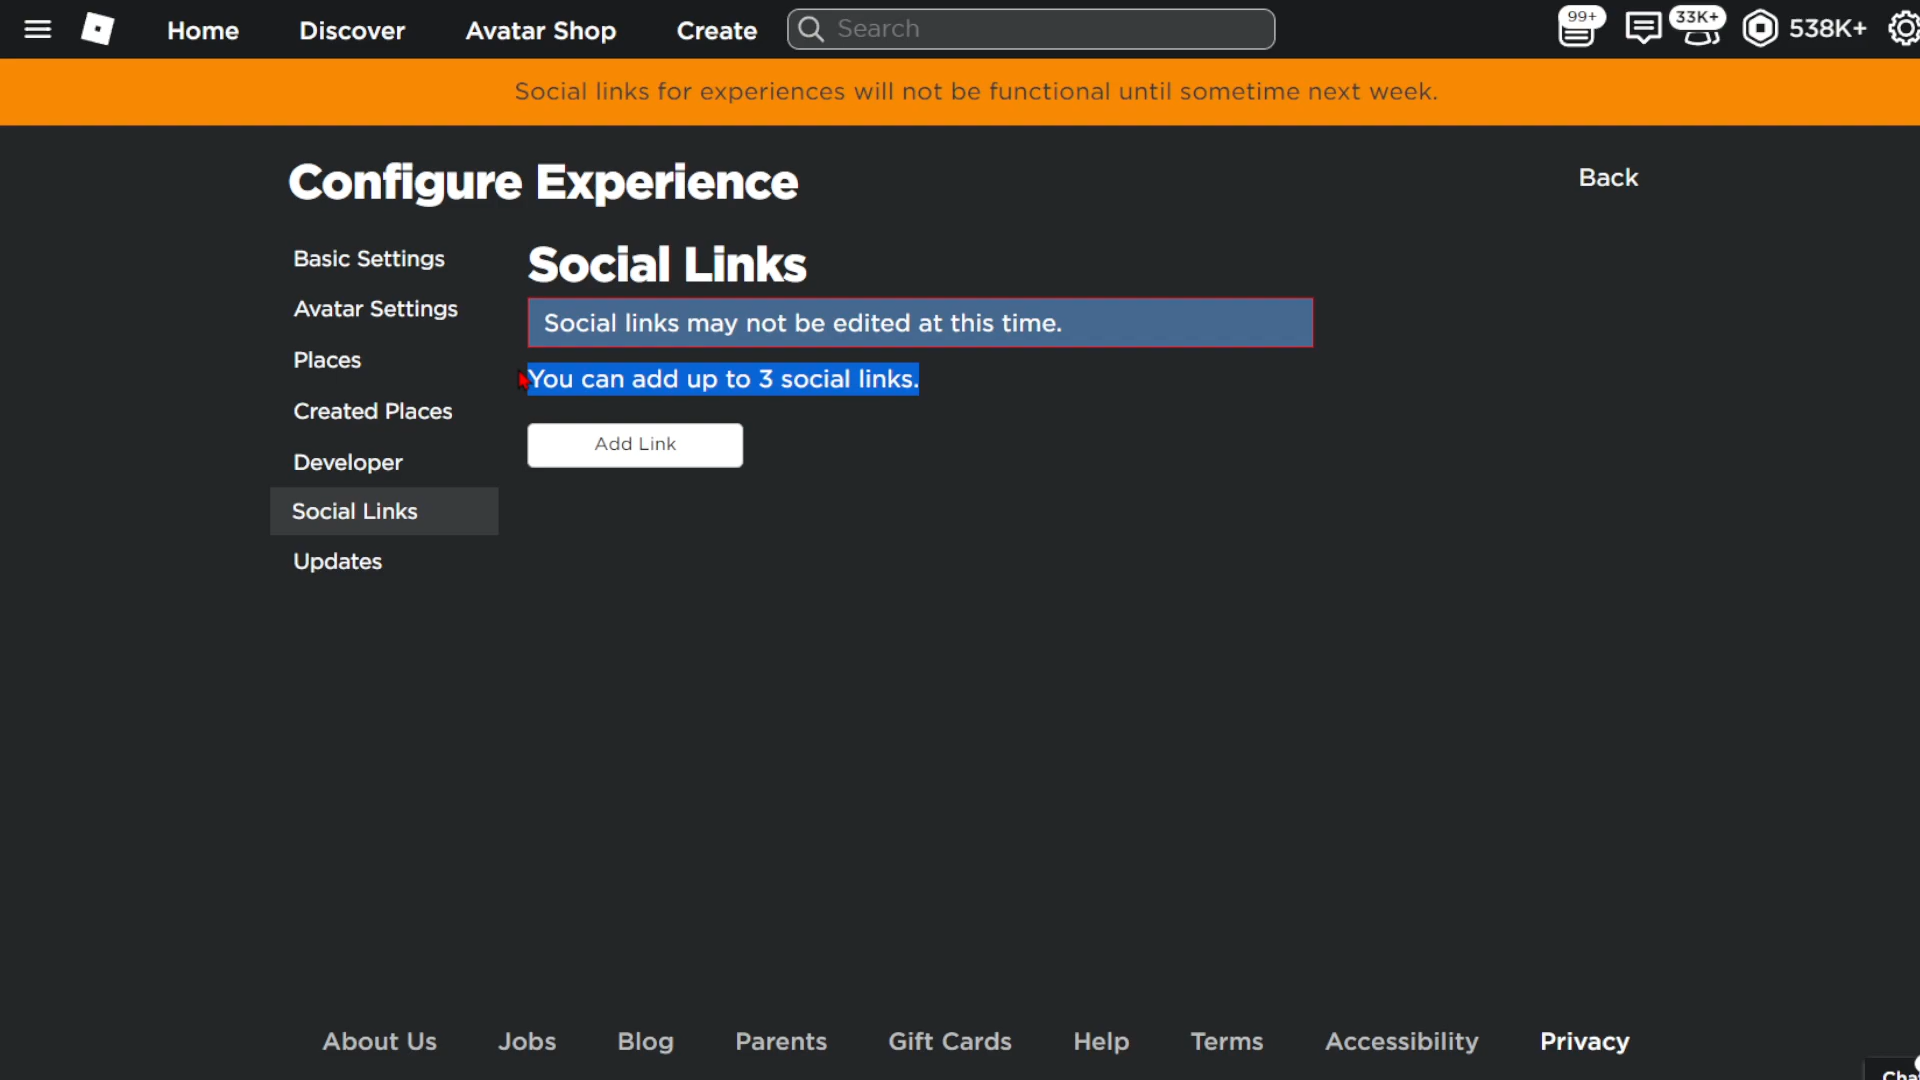 Home
Discover
Avatar Shop
Create
Search
99+
33K+
538K+
Social links for experiences will not be functional until sometime next week.
Configure Experience
Back
Basic Settings
Avatar Settings
Places
Created Places
Developer
Social Links
Updates
Social Links
Social links may not be edited at this time.
You can add up to 3 social links.
Add Link
About Us
Jobs
Blog
Parents
Gift Cards
Help
Terms
Accessibility
Privacy